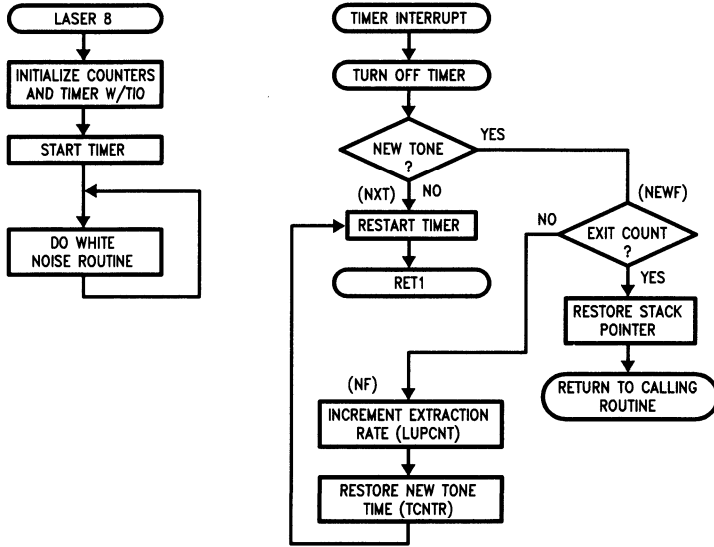 LASER 8
INITIALIZE COUNTERS
AND TIMER W/TIO
START TIMER
DO WHITE
NOISE ROUTINE
TIMER INTERRUPT
TURN OFF TIMER
NEW TONE
?
YES
(NXT)
NO
RESTART TIMER
RET1
(NEWF)
NO
EXIT COUNT
?
YES
RESTORE STACK
POINTER
RETURN TO CALLING
ROUTINE
(NF)
INCREMENT EXTRACTION
RATE (LUPCNT)
RESTORE NEW TONE
TIME (TCNTR)